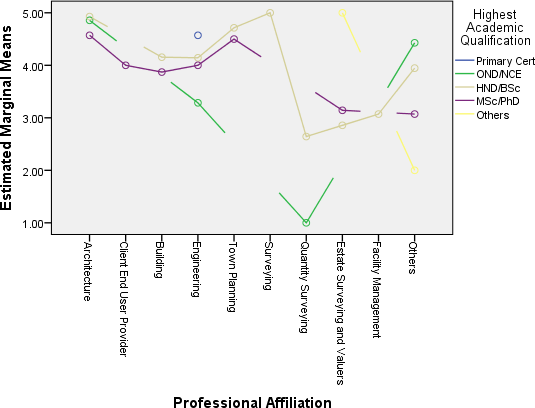 Highest
Academic
Qualification
Primary Cert
OND/NCE
HND/BSc
MSc/PhD
Others
Estimated Marginal Means
5.00
4.00
3.00
2.00
1.00
Architecture
Client End User Provider
Building
Engineering
Town Planning
Surveying
Quantity Surveying
Estate Surveying and Valuers
Facility Management
Others
Professional Affiliation